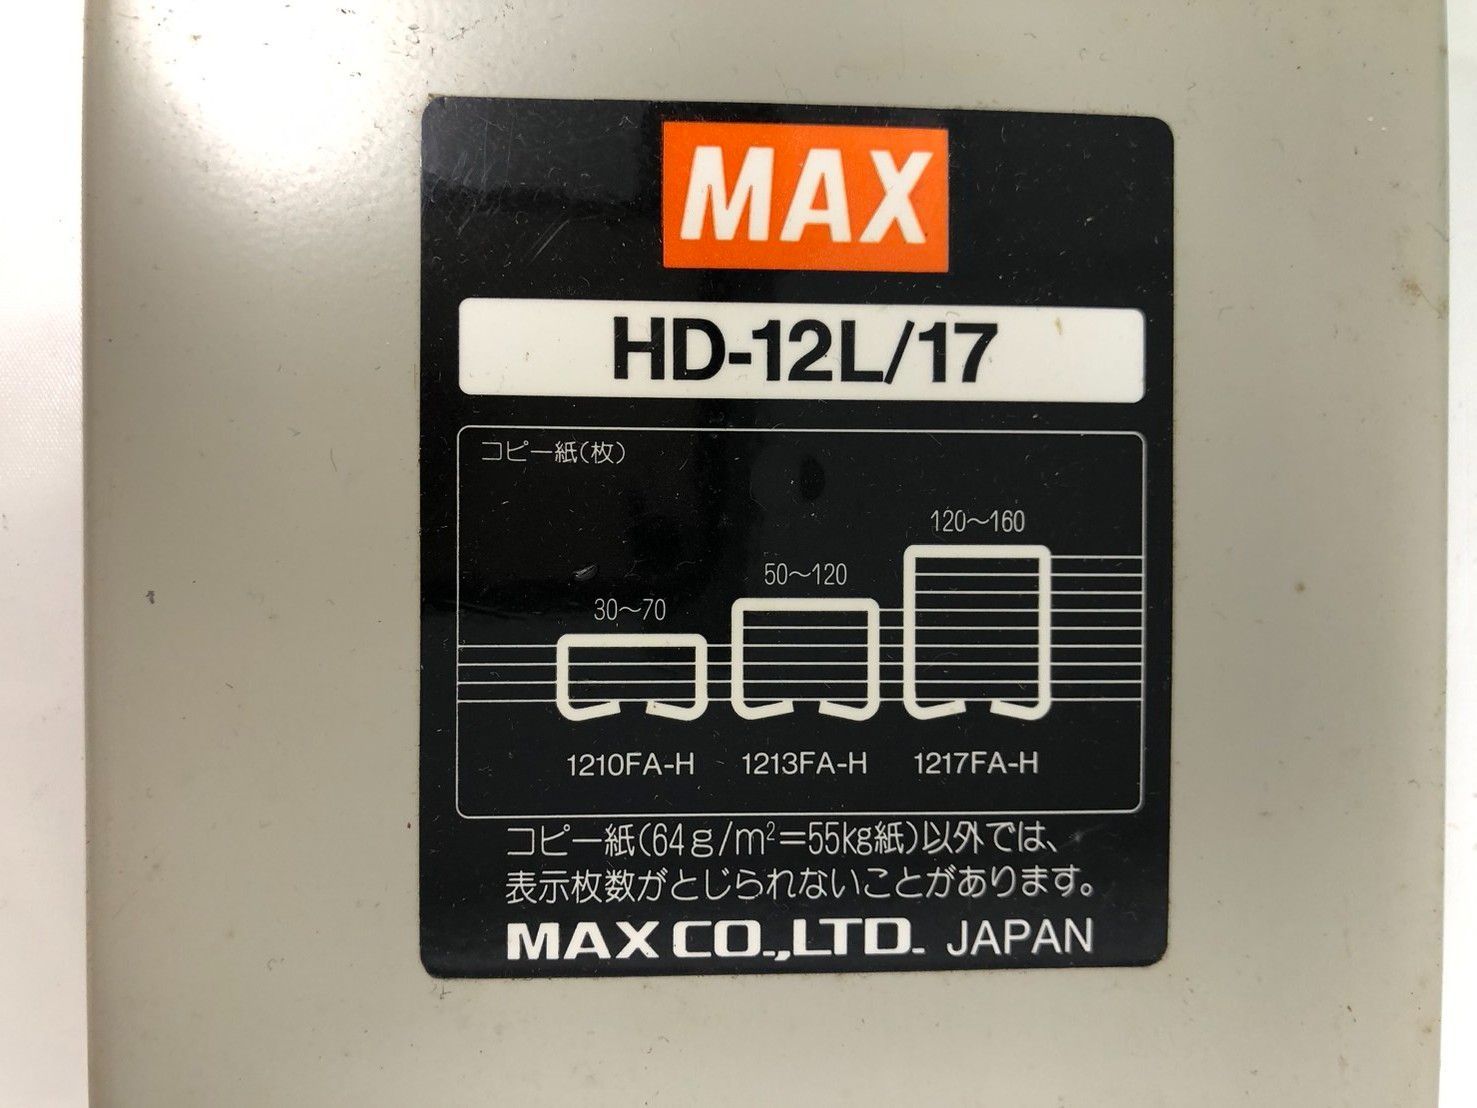 MAX
HD-12L/17
コピー紙(枚)
120〜160
50〜120
30〜70
1210FA-H 1213FA-H 1217FA-H
コピー紙(64g/m²=55kg紙)以外では、
表示枚数がとじられないことがあります。
MAX CO.,LTD. JAPAN